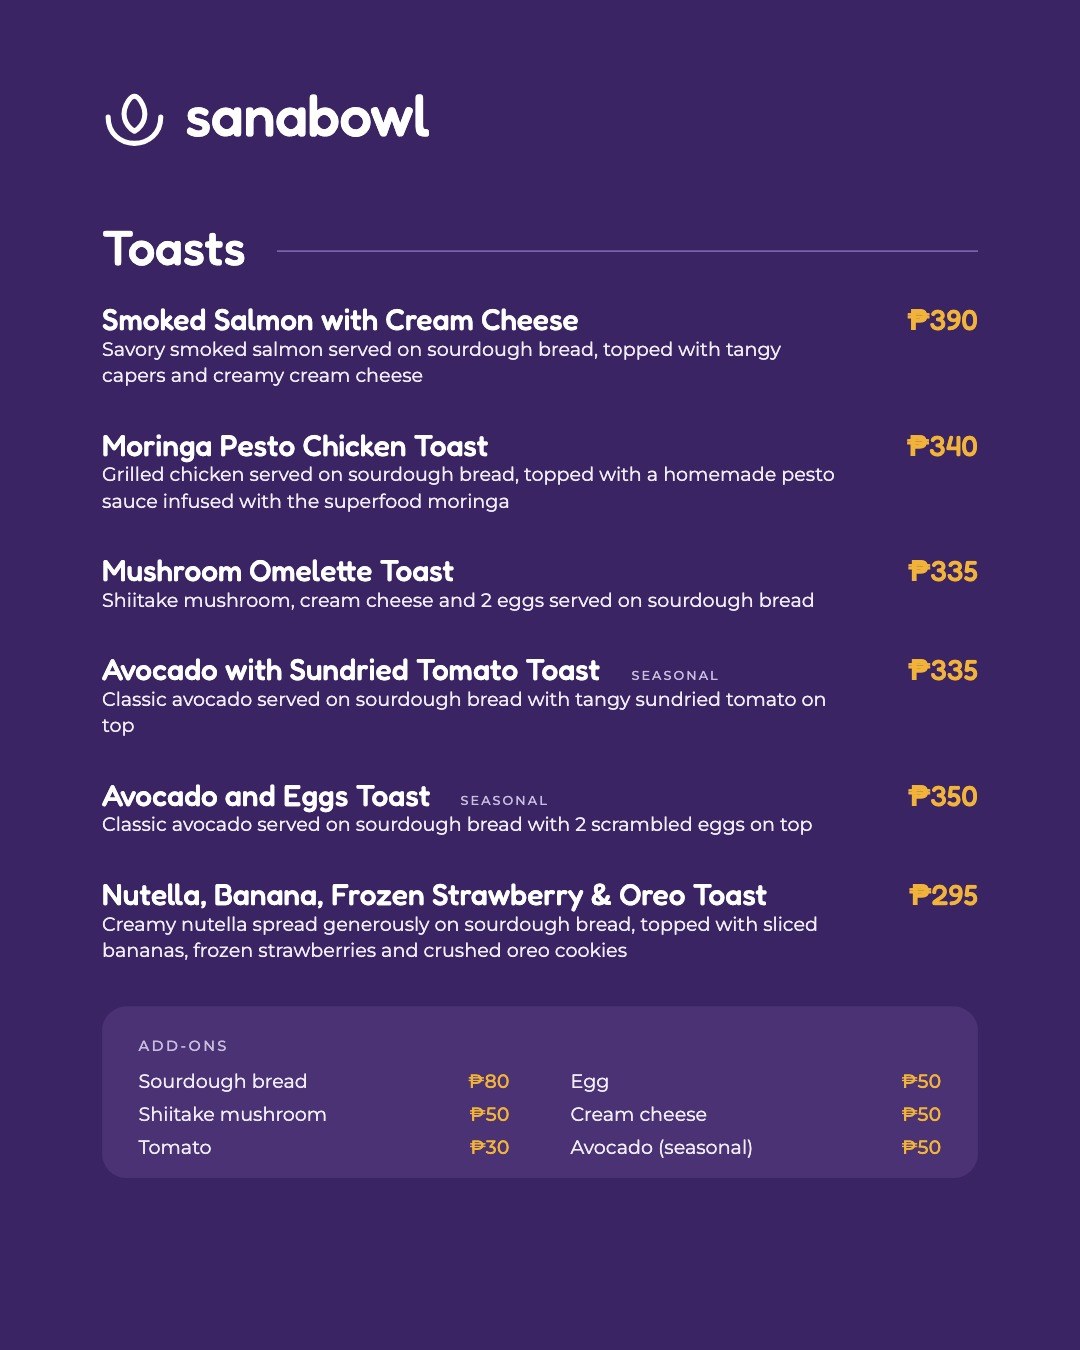 sanabowl
Toasts
Smoked Salmon with Cream Cheese ₱390
Savory smoked salmon served on sourdough bread, topped with tangy
capers and creamy cream cheese
Moringa Pesto Chicken Toast ₱340
Grilled chicken served on sourdough bread, topped with a homemade pesto
sauce infused with the superfood moringa
Mushroom Omelette Toast ₱335
Shiitake mushroom, cream cheese and 2 eggs served on sourdough bread
Avocado with Sundried Tomato Toast SEASONAL ₱335
Classic avocado served on sourdough bread with tangy sundried tomato on
top
Avocado and Eggs Toast SEASONAL ₱350
Classic avocado served on sourdough bread with 2 scrambled eggs on top
Nutella, Banana, Frozen Strawberry & Oreo Toast ₱295
Creamy nutella spread generously on sourdough bread, topped with sliced
bananas, frozen strawberries and crushed oreo cookies
ADD-ONS
Sourdough bread ₱80 Egg ₱50
Shiitake mushroom ₱50 Cream cheese ₱50
Tomato ₱30 Avocado (seasonal) ₱50